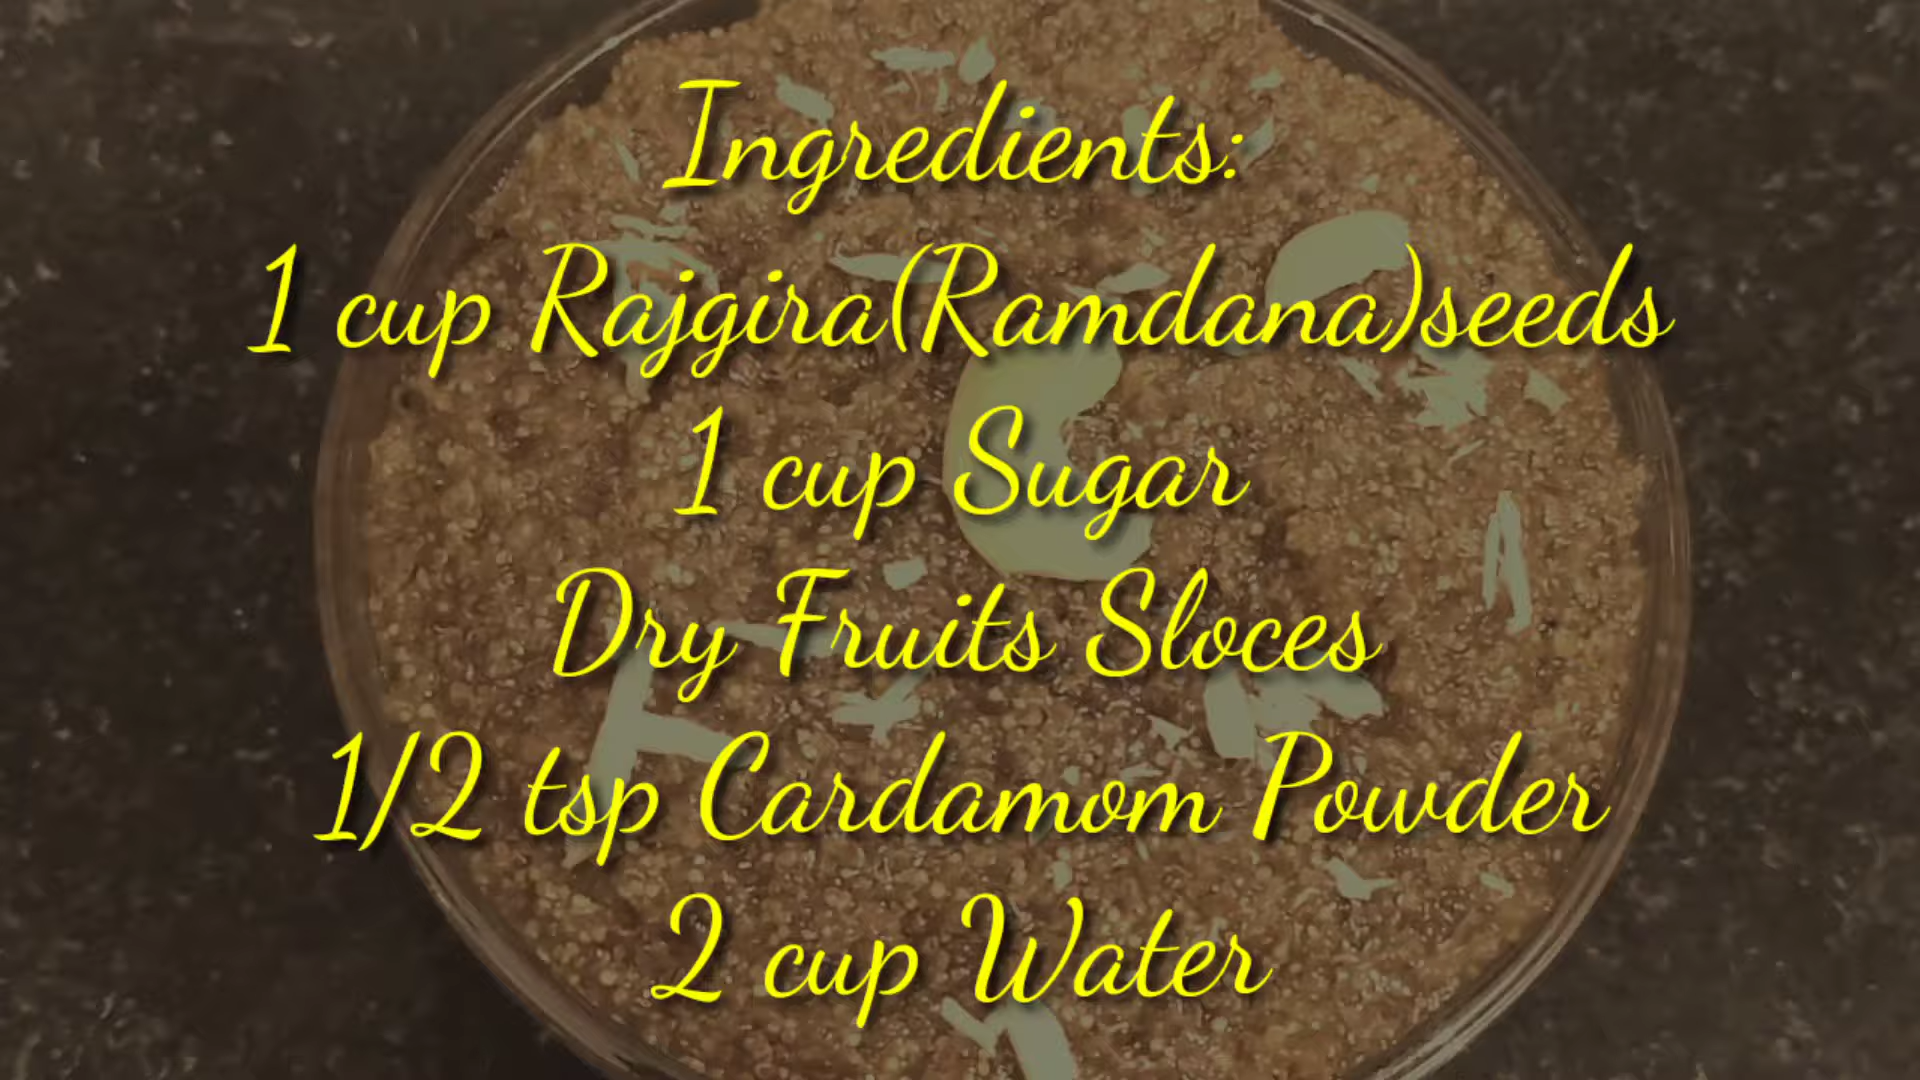 Ingredients:
1 cup Rajgira(Ramdana)seeds
1 cup Sugar
Dry Fruits Sloces
1/2 tsp Cardamom Powder
2 cup Water